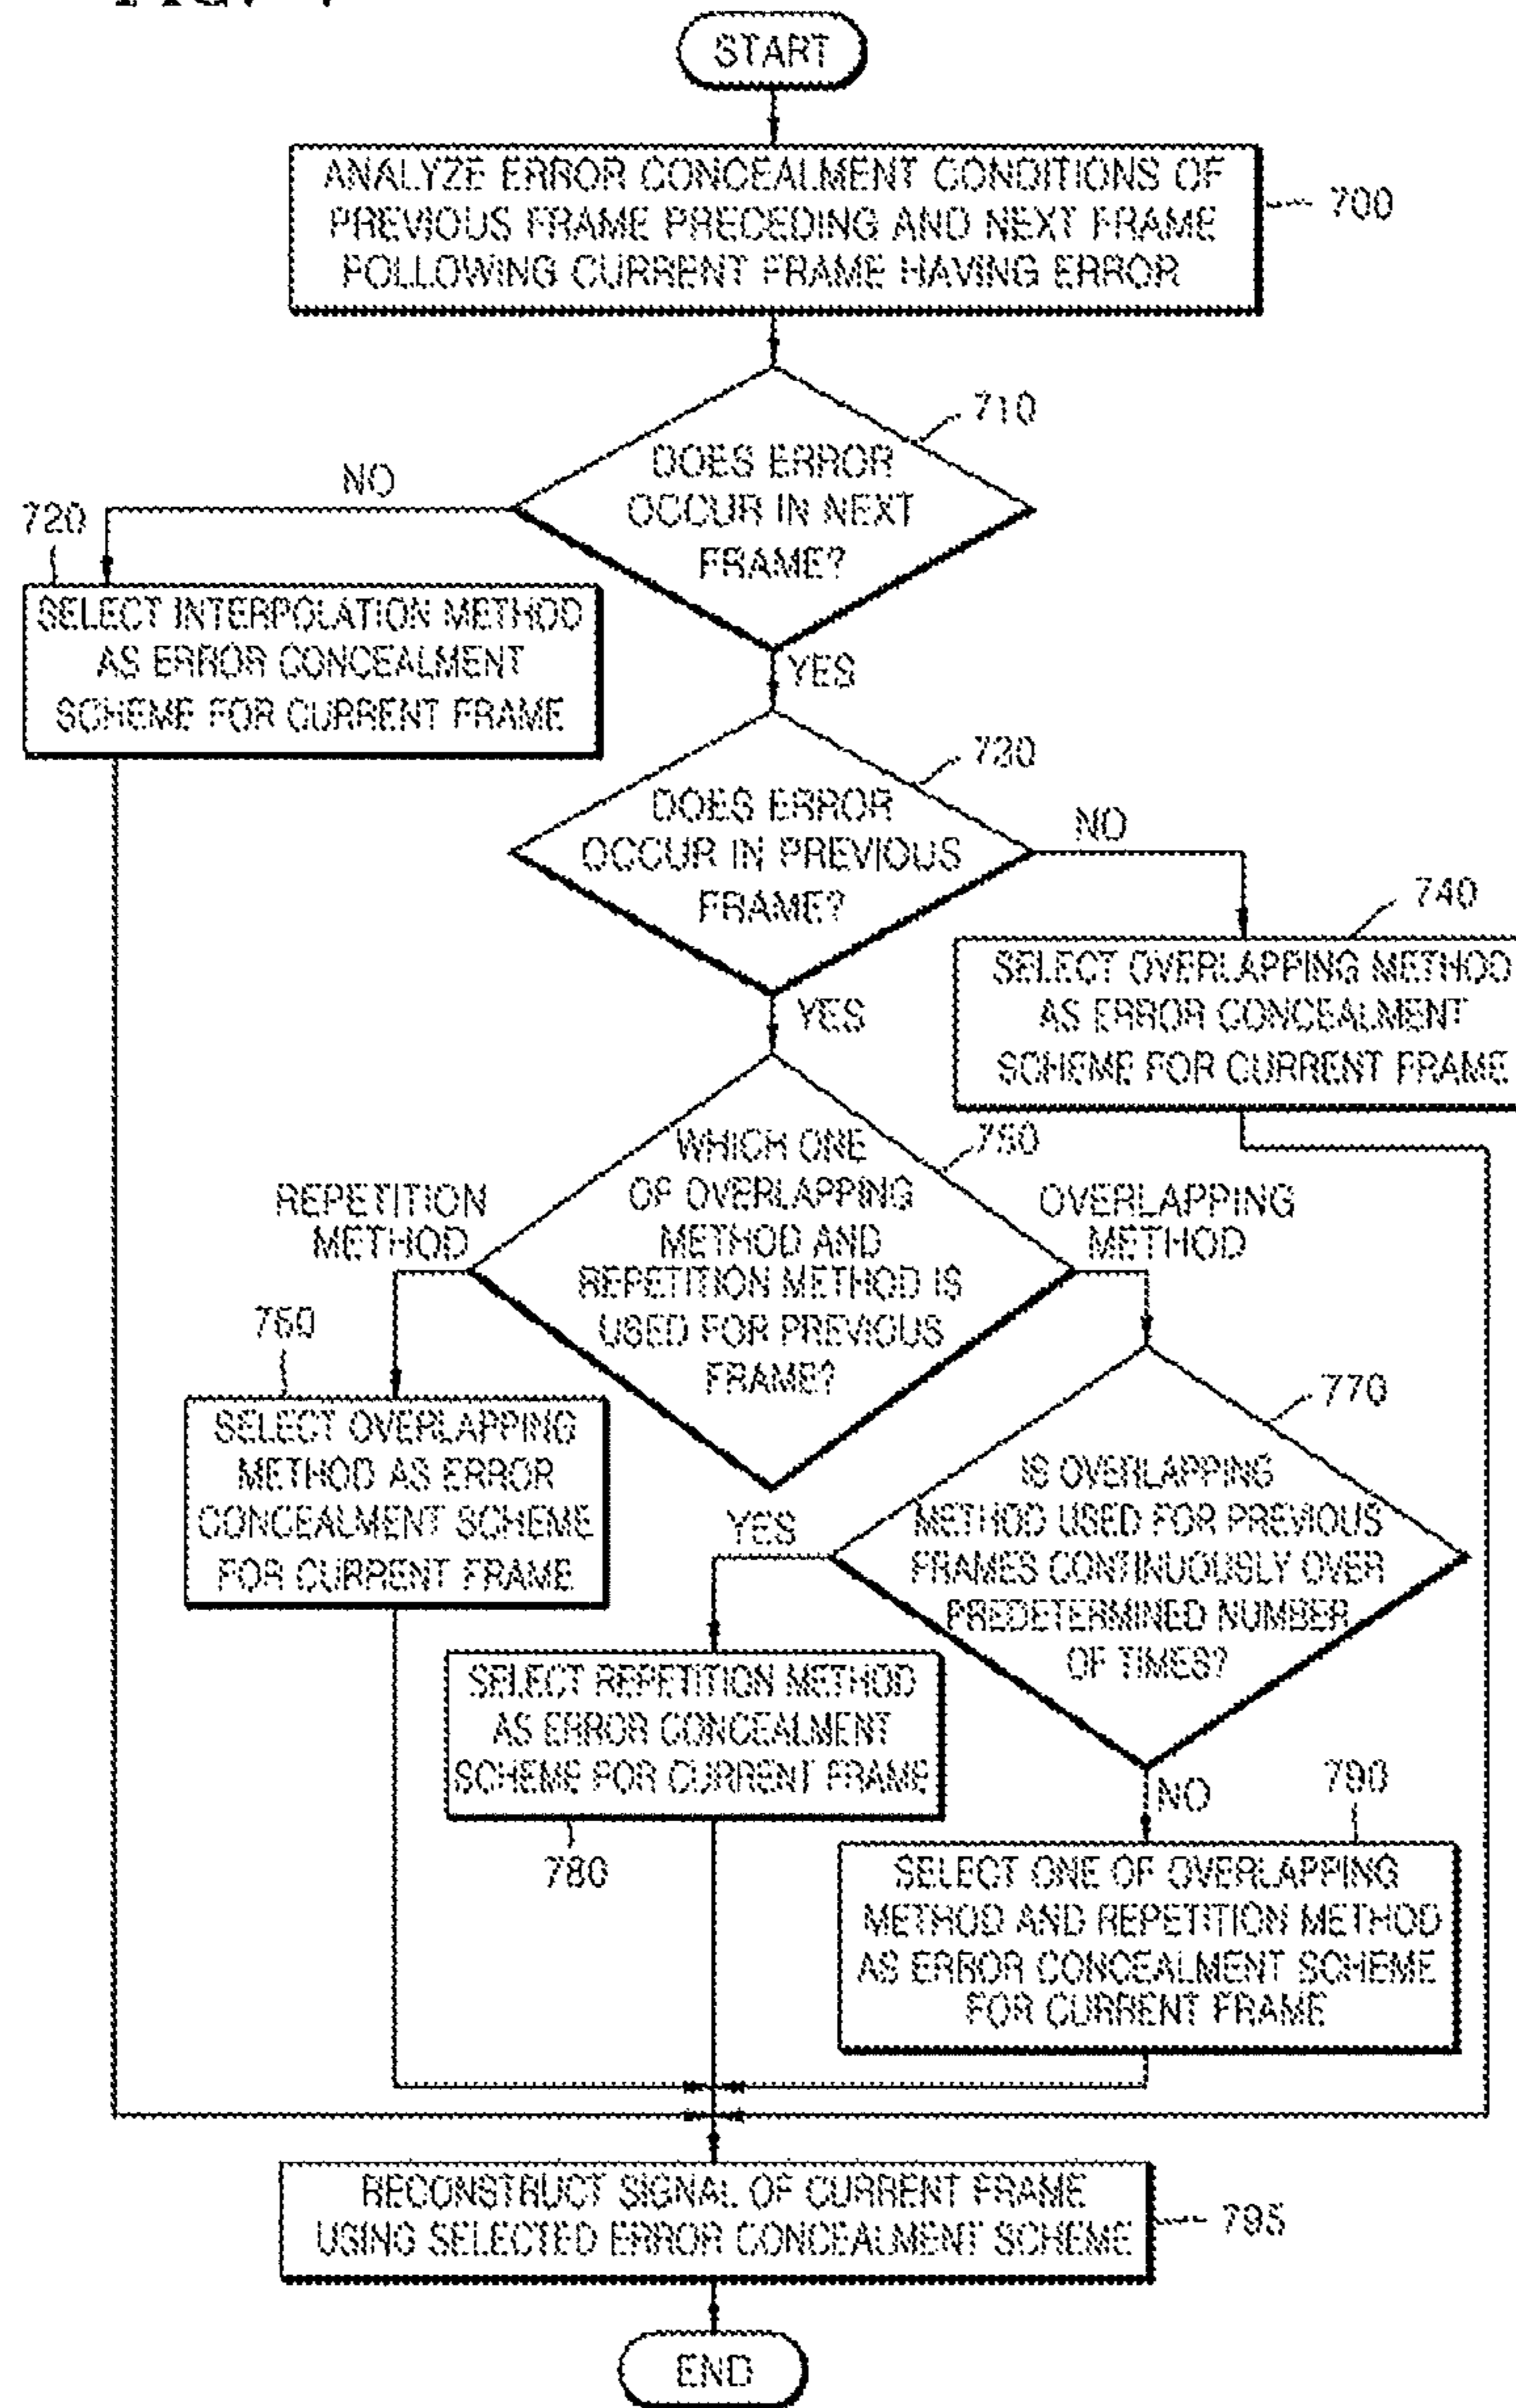 START
ANALYZE ERROR CONCEALMENT CONDITIONS OF
PREVIOUS FRAME PRECEDING AND NEXT FRAME
FOLLOWING CURRENT FRAME HAVING ERROR
700
710
DOES ERROR
OCCUR IN NEXT
FRAME?
NO
720
SELECT INTERPOLATION METHOD
AS ERROR CONCEALMENT
SCHEME FOR CURRENT FRAME
YES
730
DOES ERROR
OCCUR IN PREVIOUS
FRAME?
NO
740
SELECT OVERLAPPING METHOD
AS ERROR CONCEALMENT
SCHEME FOR CURRENT FRAME
YES
750
WHICH ONE
OF OVERLAPPING
METHOD AND
REPETITION METHOD IS
USED FOR PREVIOUS
FRAME?
REPETITION
METHOD
OVERLAPPING
METHOD
760
SELECT OVERLAPPING
METHOD AS ERROR
CONCEALMENT SCHEME
FOR CURRENT FRAME
770
IS OVERLAPPING
METHOD USED FOR PREVIOUS
FRAMES CONTINUOUSLY OVER
PREDETERMINED NUMBER
OF TIMES?
YES
SELECT REPETITION METHOD
AS ERROR CONCEALMENT
SCHEME FOR CURRENT FRAME
780
NO
790
SELECT ONE OF OVERLAPPING
METHOD AND REPETITION METHOD
AS ERROR CONCEALMENT SCHEME
FOR CURRENT FRAME
RECONSTRUCT SIGNAL OF CURRENT FRAME
USING SELECTED ERROR CONCEALMENT SCHEME
795
END